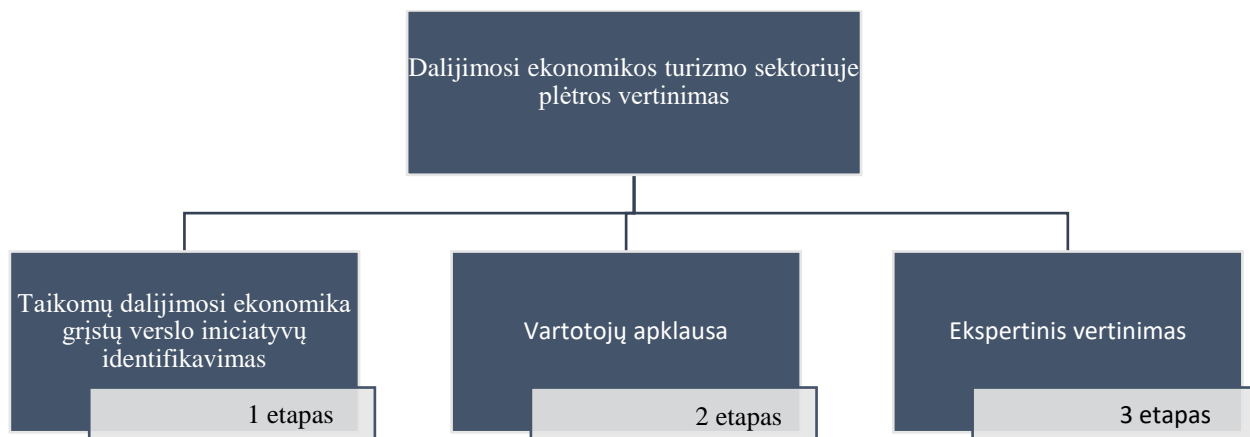 Dalijimosi ekonomikos turizmo sektoriuje
plėtros vertinimas
Taikomų dalijimosi ekonomika
grįstų verslo iniciatyvų
identifikavimas
1 etapas
Vartotojų apklausa
2 etapas
Ekspertinis vertinimas
3 etapas